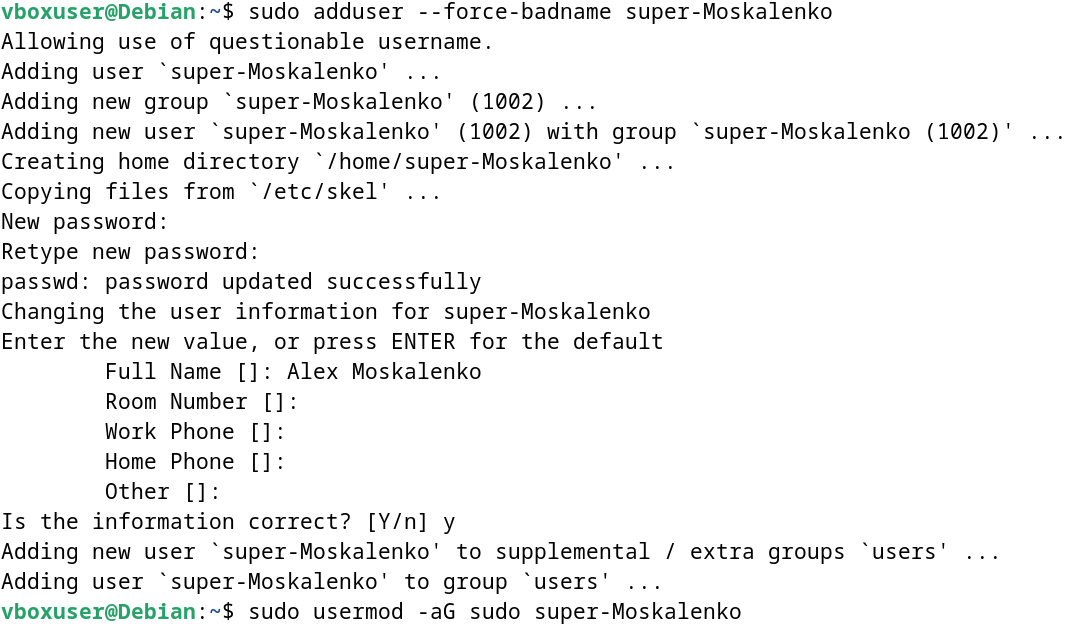 vboxuser@Debian:~$ sudo adduser --force-badname super-Moskalenko
Allowing use of questionable username.
Adding user `super-Moskalenko' ...
Adding new group `super-Moskalenko' (1002) ...
Adding new user `super-Moskalenko' (1002) with group `super-Moskalenko (1002)' ...
Creating home directory `/home/super-Moskalenko' ...
Copying files from `/etc/skel' ...
New password:
Retype new password:
passwd: password updated successfully
Changing the user information for super-Moskalenko
Enter the new value, or press ENTER for the default
        Full Name []: Alex Moskalenko
        Room Number []:
        Work Phone []:
        Home Phone []:
        Other []:
Is the information correct? [Y/n] y
Adding new user `super-Moskalenko' to supplemental / extra groups `users' ...
Adding user `super-Moskalenko' to group `users' ...
vboxuser@Debian:~$ sudo usermod -aG sudo super-Moskalenko